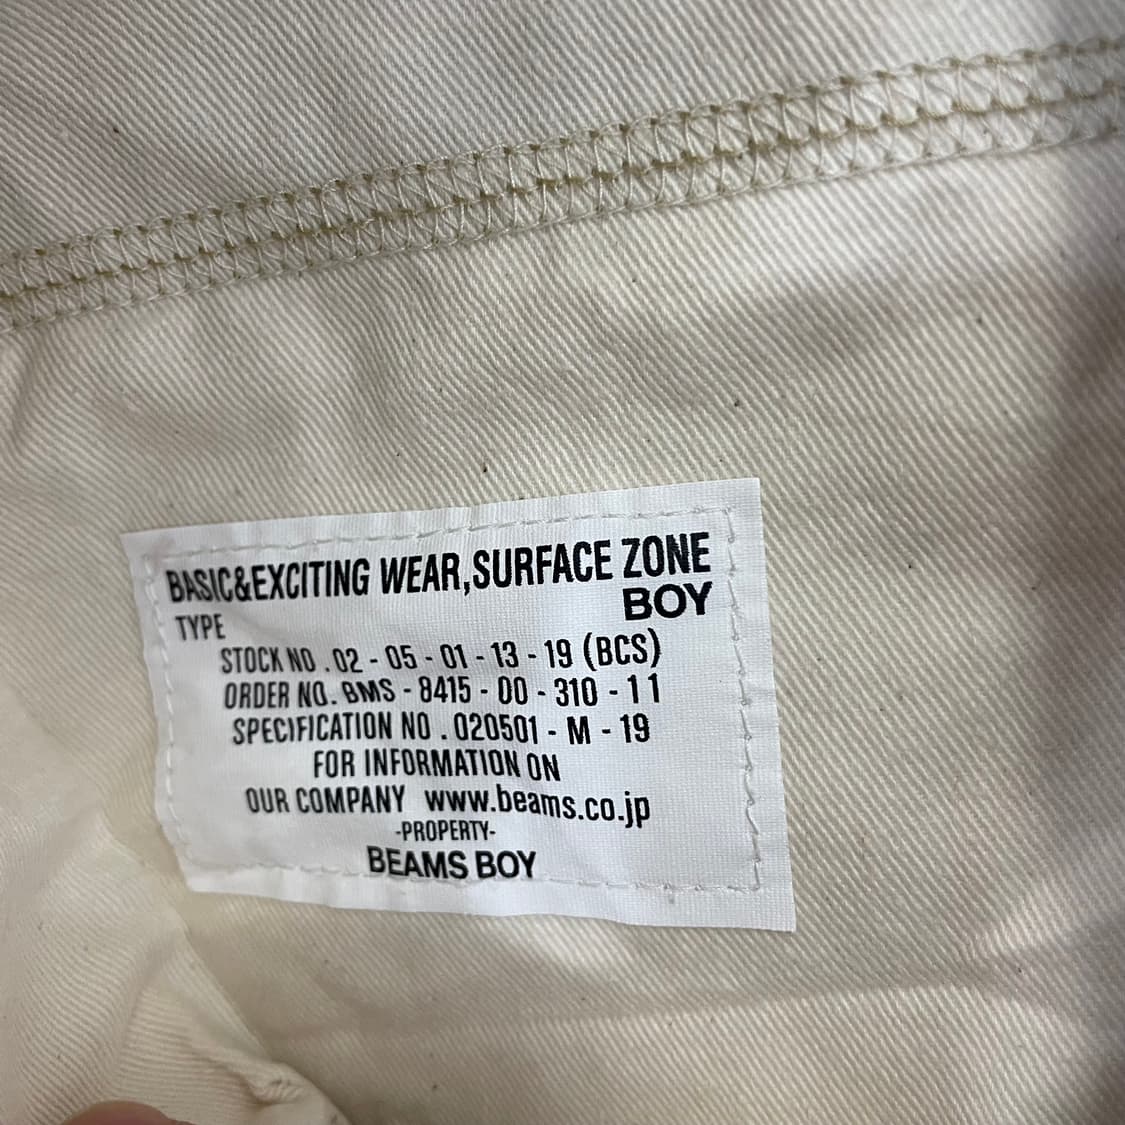 BASIC&EXCITING WEAR,SURFACE ZONE
BOY
TYPE
STOCK NO .02 - 05 - 01 - 13 - 19 (BCS)
ORDER NO. BMS - 8415 - 00 - 310 - 11
SPECIFICATION NO . 020501 - M - 19
FOR INFORMATION ON
OUR COMPANY www.beams.co.jp
-PROPERTY-
BEAMS BOY